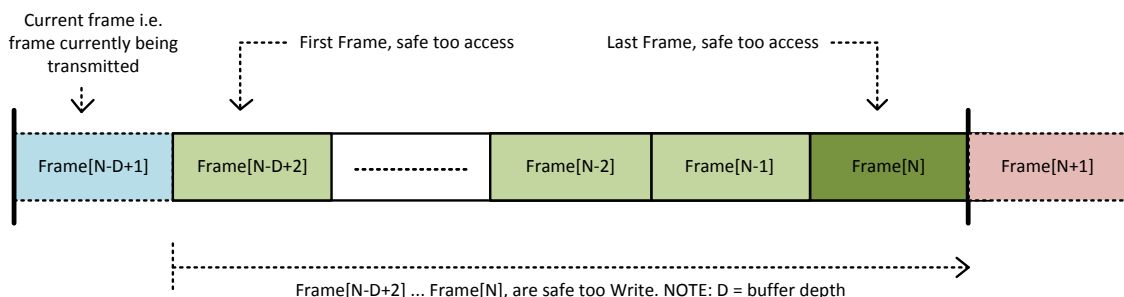 Current frame i.e.
frame currently being
transmitted
First Frame, safe too access
Last Frame, safe too access
Frame[N-D+1]
Frame[N-D+2]
Frame[N-2]
Frame[N-1]
Frame[N]
Frame[N+1]
Frame[N-D+2] ... Frame[N], are safe too Write. NOTE: D = buffer depth